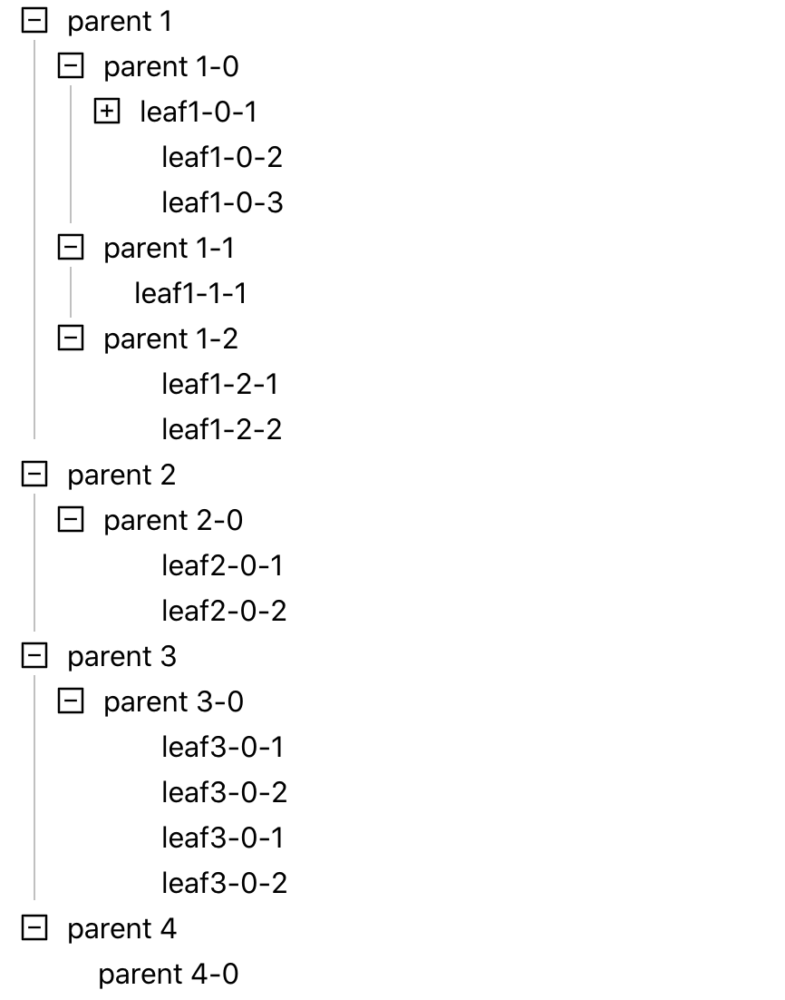 parent 1
parent 1-0
leaf1-0-1
leaf1-0-2
leaf1-0-3
parent 1-1
leaf1-1-1
parent 1-2
leaf1-2-1
leaf1-2-2
parent 2
parent 2-0
leaf2-0-1
leaf2-0-2
parent 3
parent 3-0
leaf3-0-1
leaf3-0-2
leaf3-0-1
leaf3-0-2
parent 4
parent 4-0